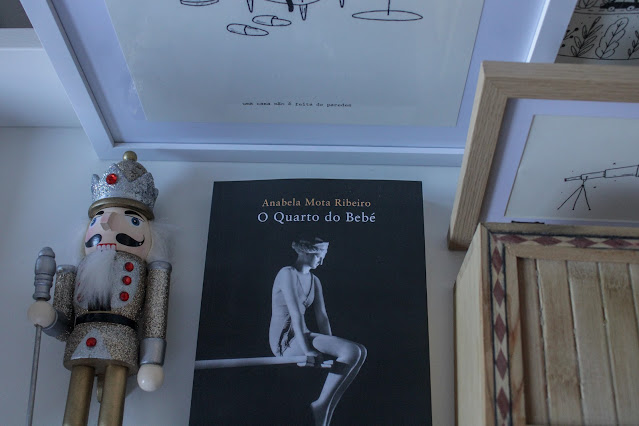 uma casa não é feita de paredes
Anabela Mota Ribeiro
O Quarto do Bebé